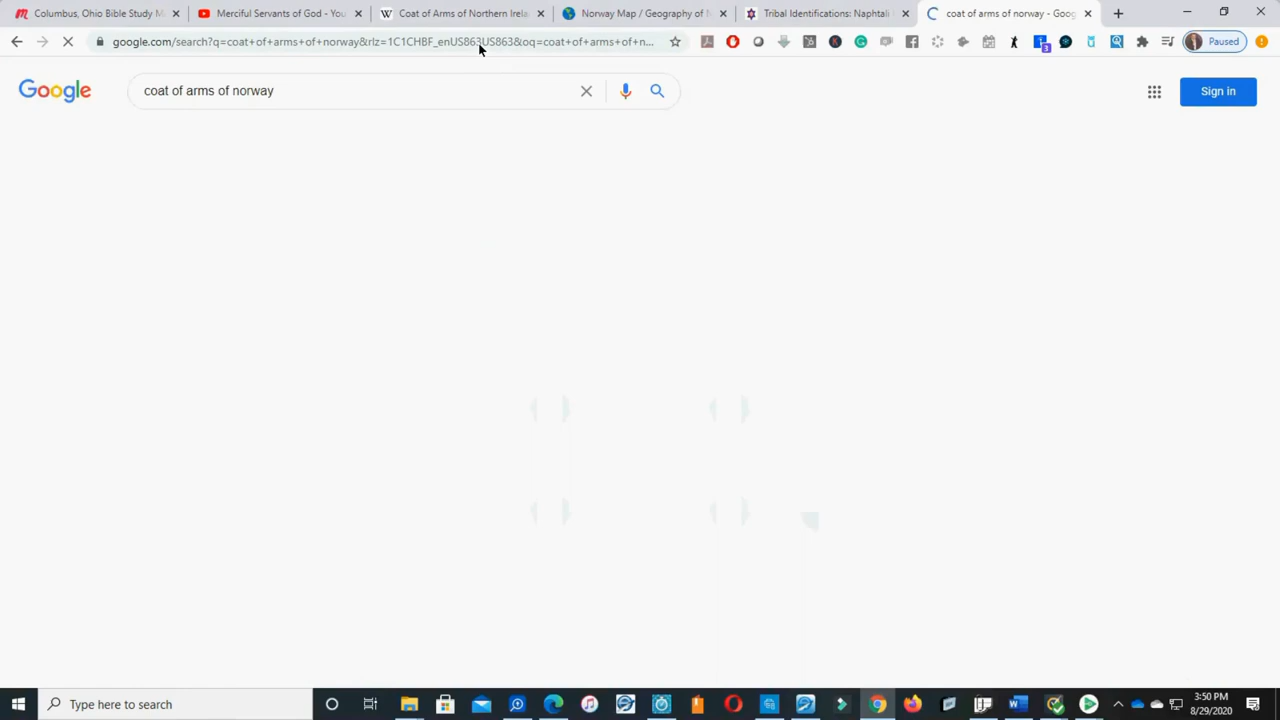 Columbus, Ohio Bible Study M
Merciful Servants of God - You
Coat of Arms of Northern Irela
Norway Map / Geography of N
Tribal Identifications: Naphtali
coat of arms of norway - Goog
google.com/search?q=coat+of+arms+of+norway&rlz=1C1CHBF_enUS863US863&oq=coat+of+arms+of+n...
Paused
Google
coat of arms of norway
Sign in
3
Type here to search
3:50 PM
8/29/2020